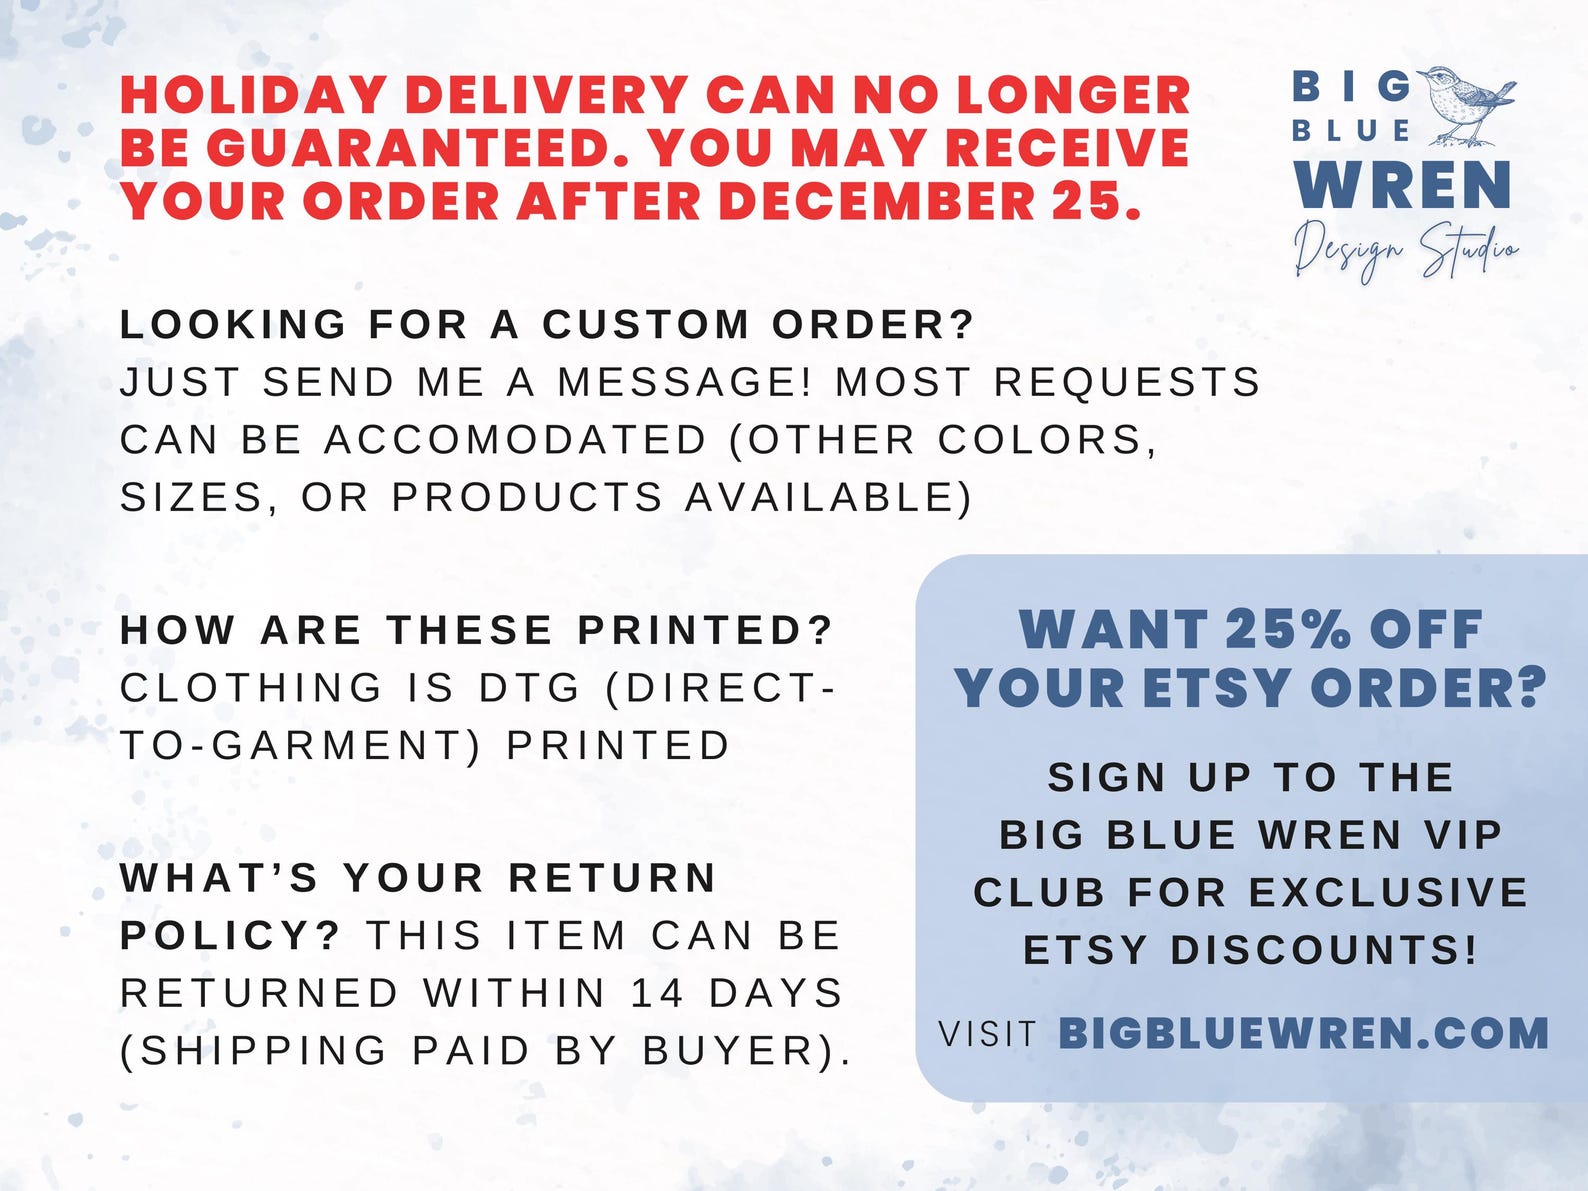 HOLIDAY DELIVERY CAN NO LONGER
BE GUARANTEED. YOU MAY RECEIVE
YOUR ORDER AFTER DECEMBER 25.
BIG
BLUE
WREN
Design Studio
LOOKING FOR A CUSTOM ORDER?
JUST SEND ME A MESSAGE! MOST REQUESTS
CAN BE ACCOMODATED (OTHER COLORS,
SIZES, OR PRODUCTS AVAILABLE)
HOW ARE THESE PRINTED?
CLOTHING IS DTG (DIRECT-
TO-GARMENT) PRINTED
WHAT’S YOUR RETURN
POLICY? THIS ITEM CAN BE
RETURNED WITHIN 14 DAYS
(SHIPPING PAID BY BUYER).
WANT 25% OFF
YOUR ETSY ORDER?
SIGN UP TO THE
BIG BLUE WREN VIP
CLUB FOR EXCLUSIVE
ETSY DISCOUNTS!
VISIT BIGBLUEWREN.COM